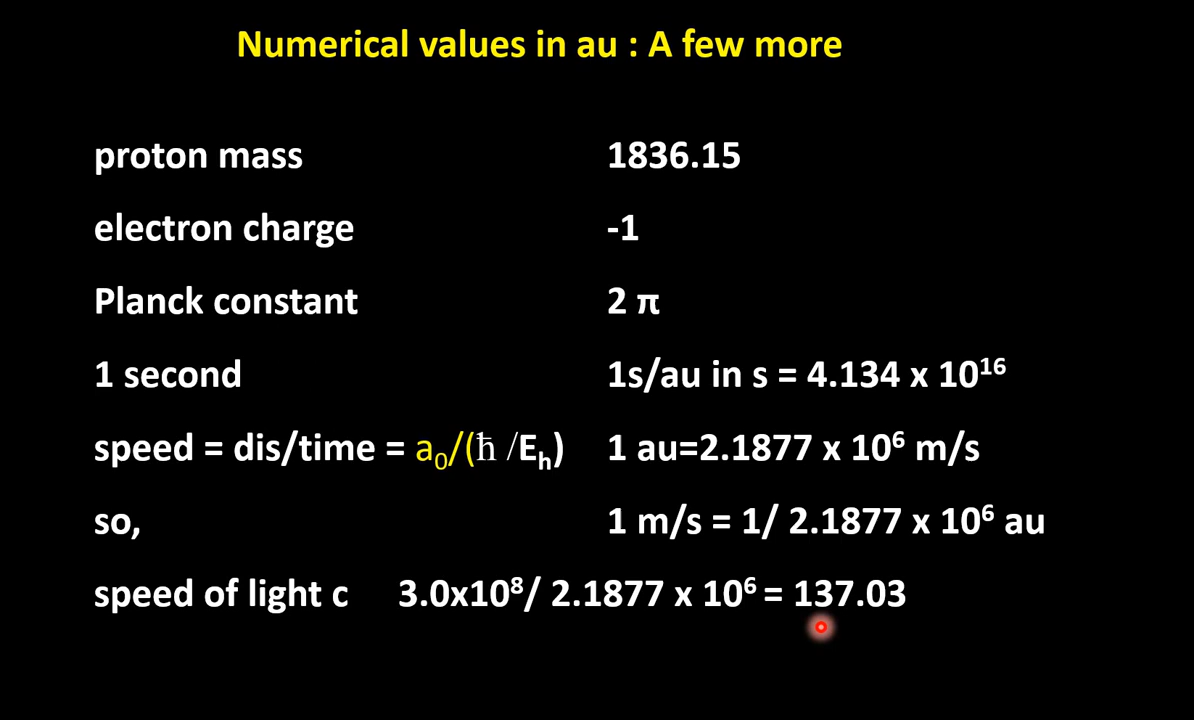 Numerical values in au : A few more
proton mass 1836.15
electron charge -1
Planck constant 2 π
1 second 1s/au in s = 4.134 x 10¹⁶
speed = dis/time = a₀/(ħ /Eₕ) 1 au=2.1877 x 10⁶ m/s
so, 1 m/s = 1/ 2.1877 x 10⁶ au
speed of light c 3.0x10⁸/ 2.1877 x 10⁶ = 137.03